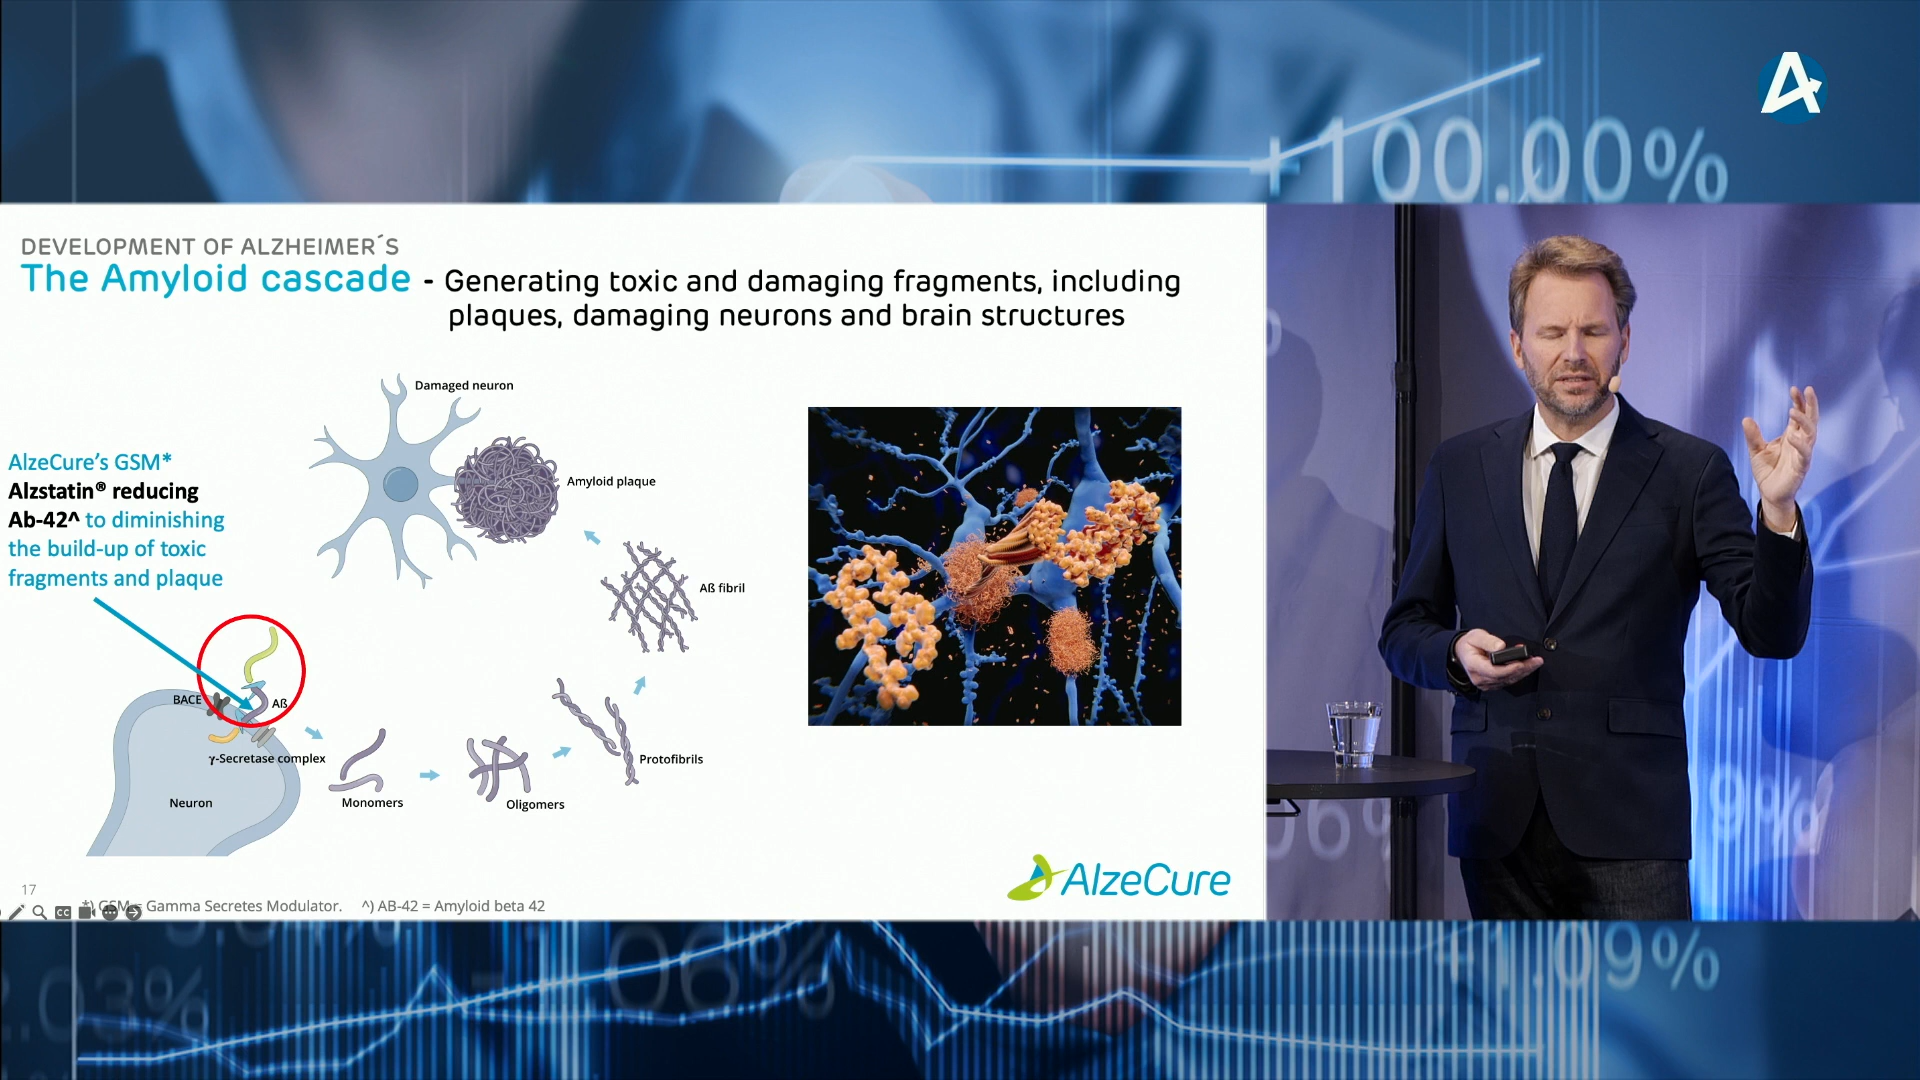 +100.00%
DEVELOPMENT OF ALZHEIMER´S
The Amyloid cascade - Generating toxic and damaging fragments, including
plaques, damaging neurons and brain structures
Damaged neuron
Amyloid plaque
AlzeCure's GSM*
Alzstatin® reducing
Ab-42^ to diminishing
the build-up of toxic
fragments and plaque
Aß fibril
BACE
Aß
γ-Secretase complex
Protofibrils
Neuron
Monomers
Oligomers
AlzeCure
17
*) GSM = Gamma Secretes Modulator. ^) AB-42 = Amyloid beta 42
CC
+1.09%
.06%
2.03%